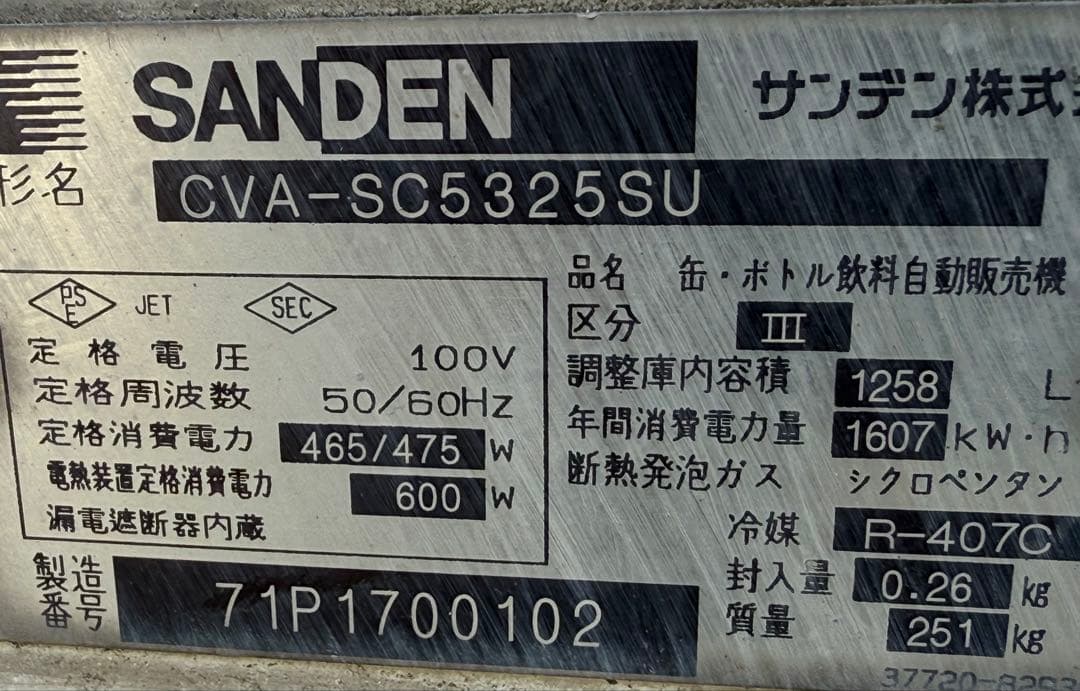 SANDEN
サンデン株式
形名 CVA-SC5325SU
PSE JET SEC
定格電圧 100V
定格周波数 50/60Hz
定格消費電力 465/475 W
電熱装置定格消費電力 600 W
漏電遮断器内蔵
製造番号 71P1700102
品名 缶・ボトル飲料自動販売機
区分 III
調整庫内容積 1258 L
年間消費電力量 1607 kW・h
断熱発泡ガス シクロペンタン
冷媒 R-407C
封入量 0.26 kg
質量 251 kg